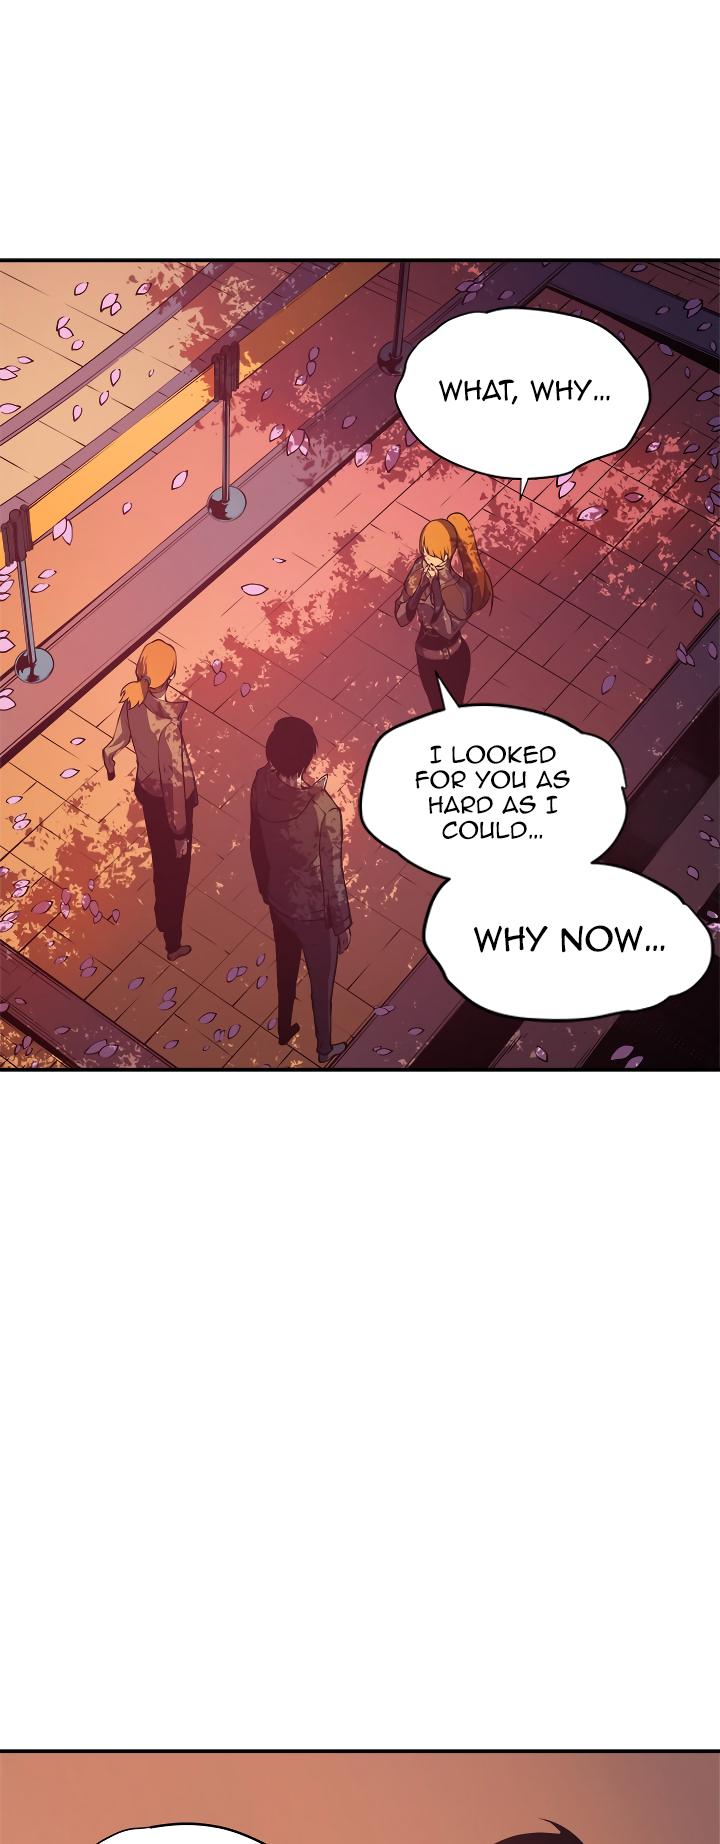 WHAT, WHY...
I LOOKED
FOR YOU AS
HARD AS I
COULD...
WHY NOW...